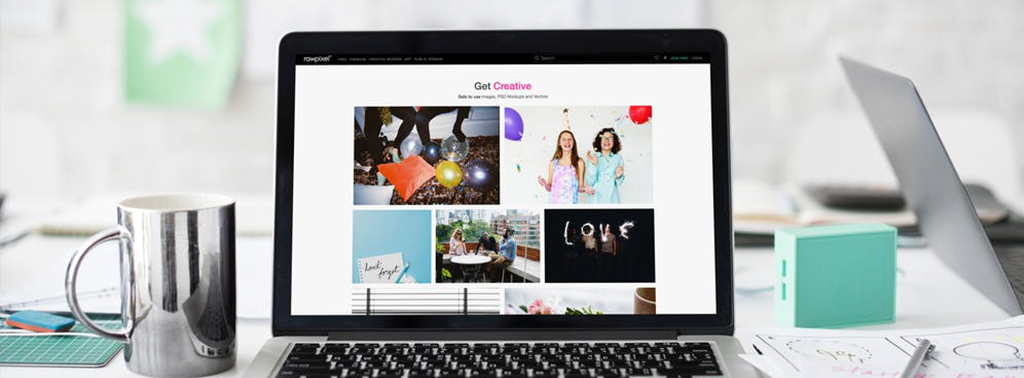 rawpixel
FREE PREMIUM CREATIVE SEARCH ART PUBLIC DOMAIN
Search
JOIN FREE LOGIN
Get Creative
Safe to use Images, PSD Mockups and Vectors
don't forget
LOVE